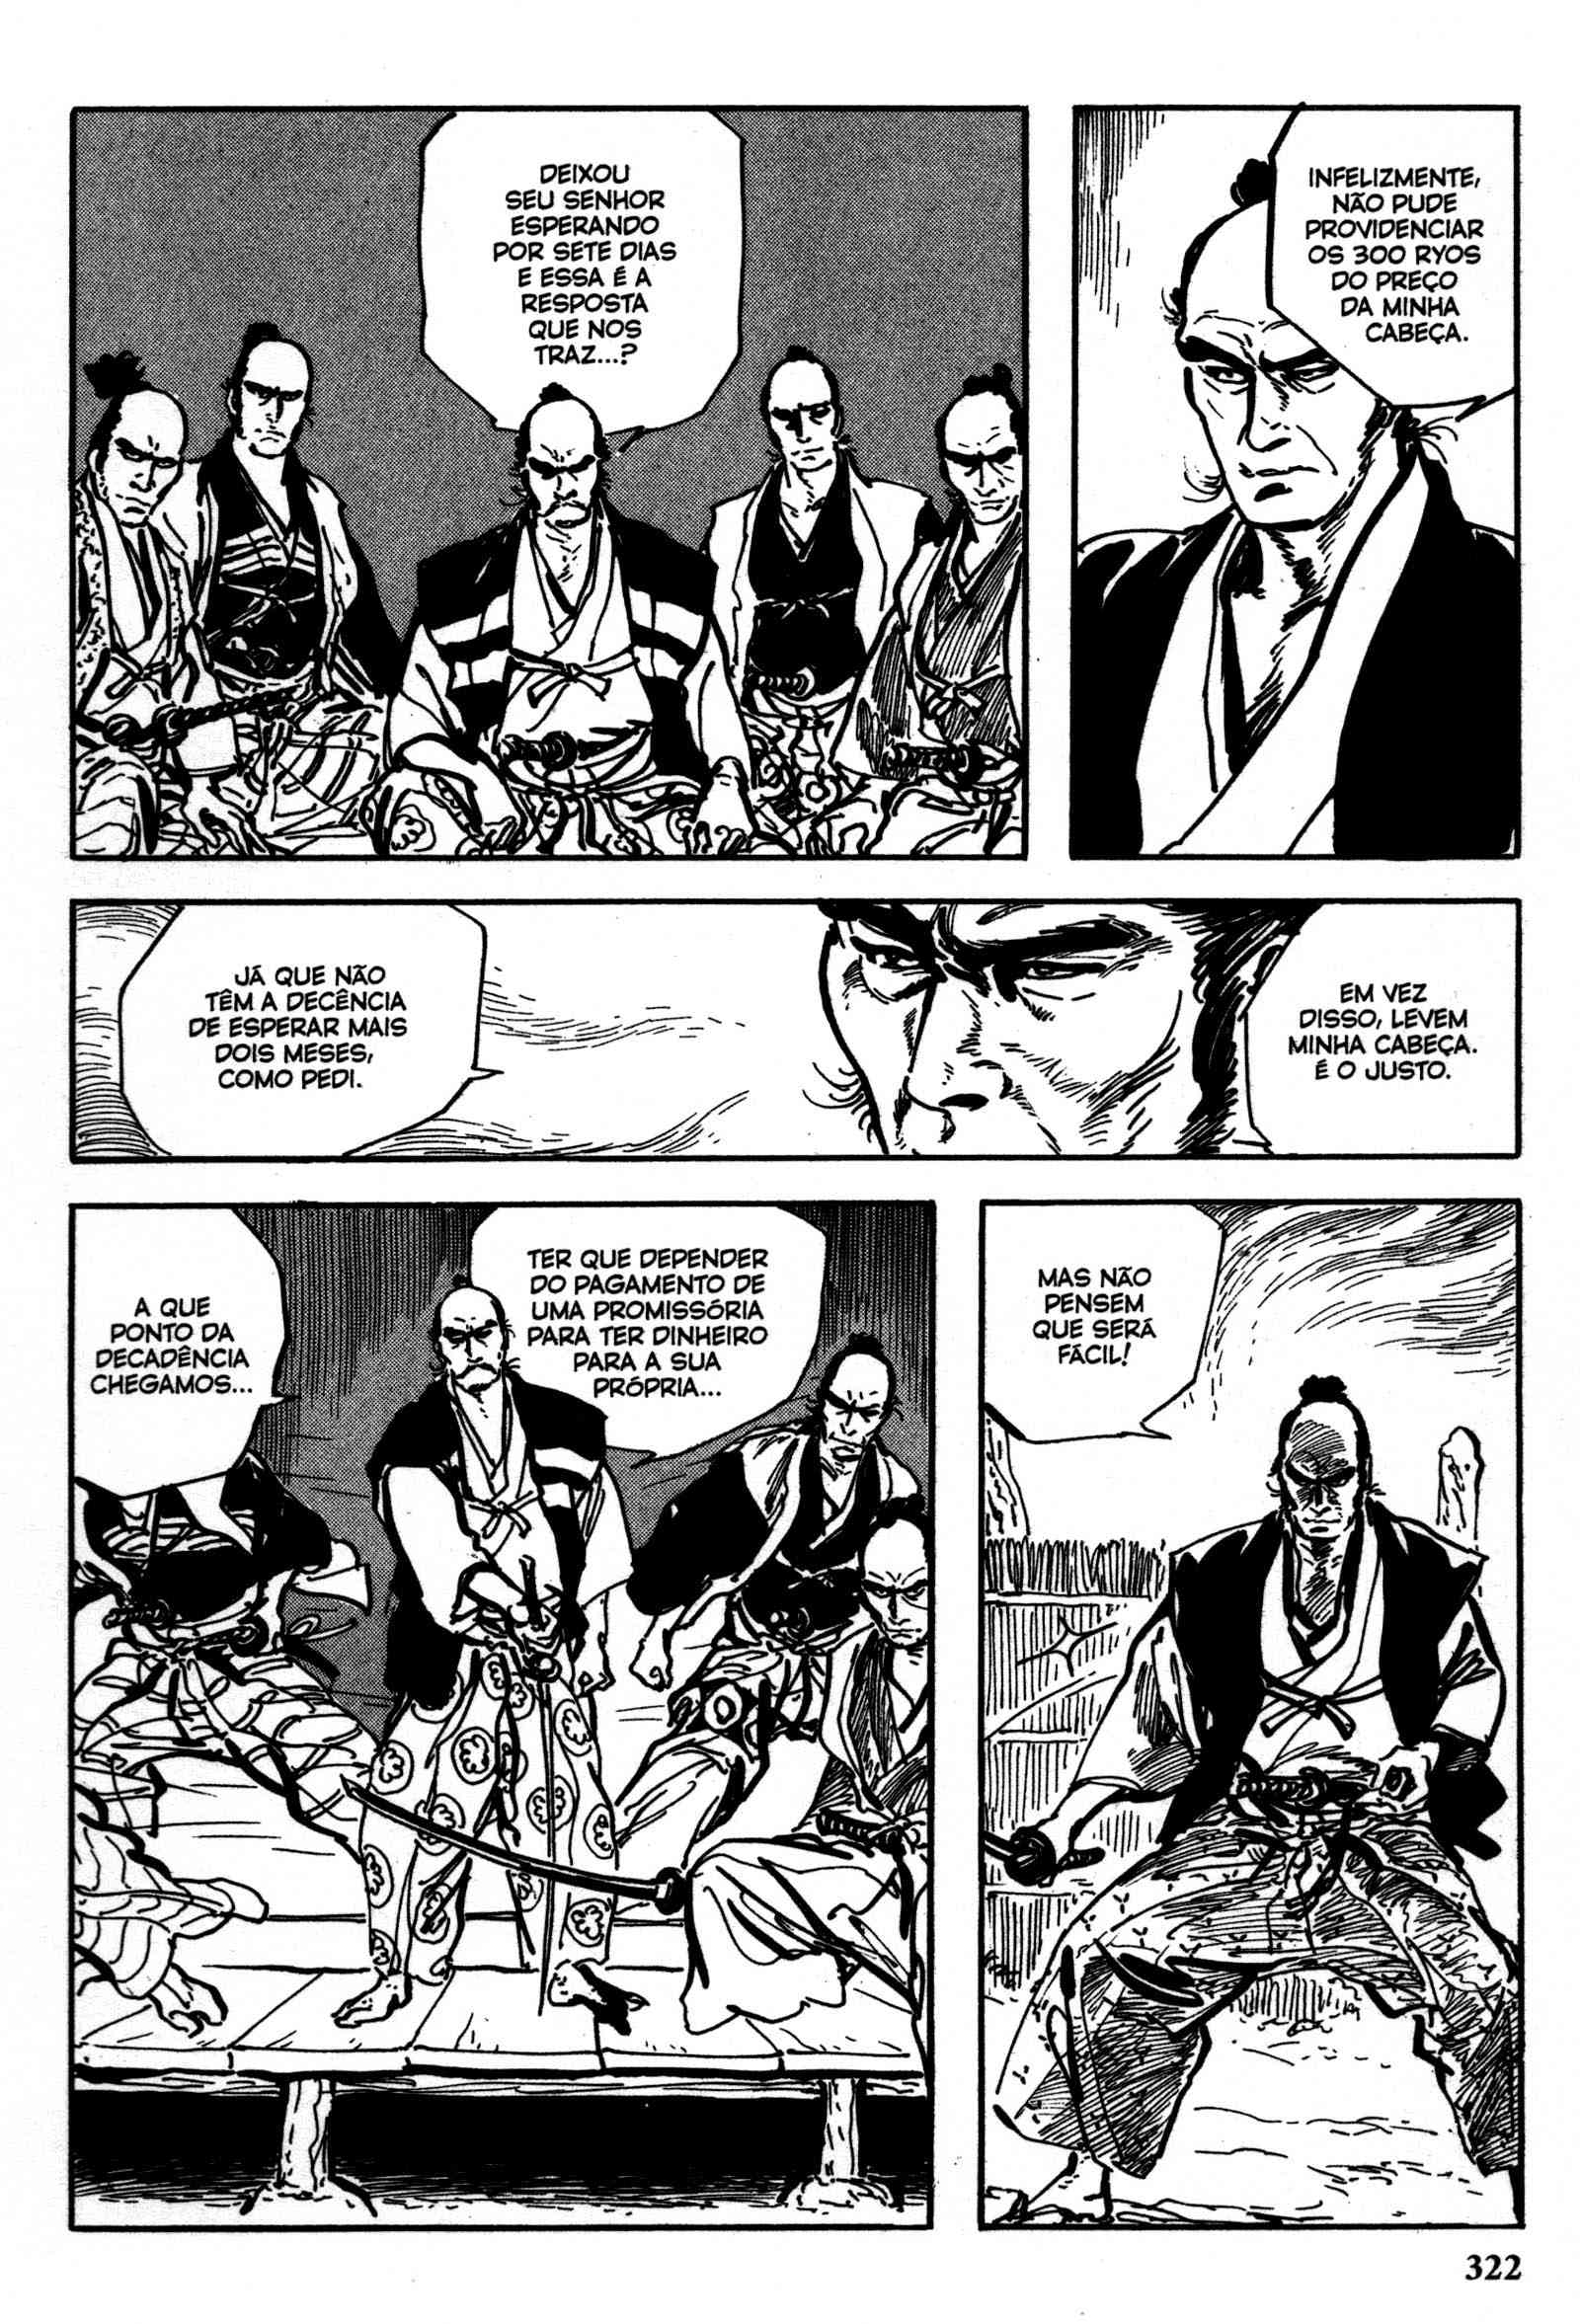 INFELIZMENTE,
NÃO PUDE
PROVIDENCIAR
OS 300 RYOS
DO PREÇO
DA MINHA
CABEÇA.
DEIXOU
SEU SENHOR
ESPERANDO
POR SETE DIAS
E ESSA É A
RESPOSTA
QUE NOS
TRAZ...?
EM VEZ
DISSO, LEVEM
MINHA CABEÇA.
É O JUSTO.
JÁ QUE NÃO
TÊM A DECÊNCIA
DE ESPERAR MAIS
DOIS MESES,
COMO PEDI.
MAS NÃO
PENSEM
QUE SERÁ
FÁCIL!
TER QUE DEPENDER
DO PAGAMENTO DE
UMA PROMISSÓRIA
PARA TER DINHEIRO
PARA A SUA
PRÓPRIA...
A QUE
PONTO DA
DECADÊNCIA
CHEGAMOS...
322